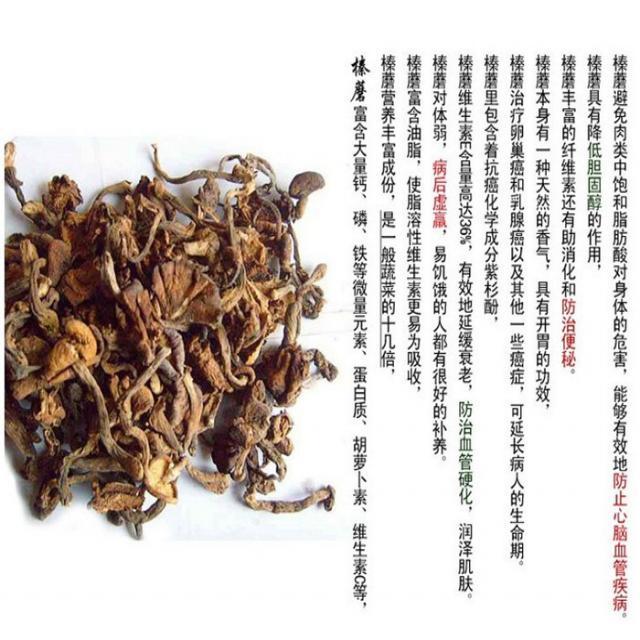 榛蘑富含大量钙、磷、铁等微量元素、蛋白质、胡萝卜素、维生素C等，
榛蘑营养丰富成份，是一般蔬菜的十几倍，
榛蘑富含油脂，使脂溶性维生素更易为吸收，
榛蘑对体弱，病后虚羸，易饥饿的人都有很好的补养。
榛蘑维生素E含量高达36%，有效地延缓衰老，防治血管硬化，润泽肌肤。
榛蘑里包含着抗癌化学成分紫杉酚，
榛蘑治疗卵巢癌和乳腺癌以及其他一些癌症，可延长病人的生命期。
榛蘑本身有一种天然的香气，具有开胃的功效，
榛蘑丰富的纤维素还有助消化和防治便秘。
榛蘑具有降低胆固醇的作用，
榛蘑避免肉类中饱和脂肪酸对身体的危害，能够有效地防止心脑血管疾病。